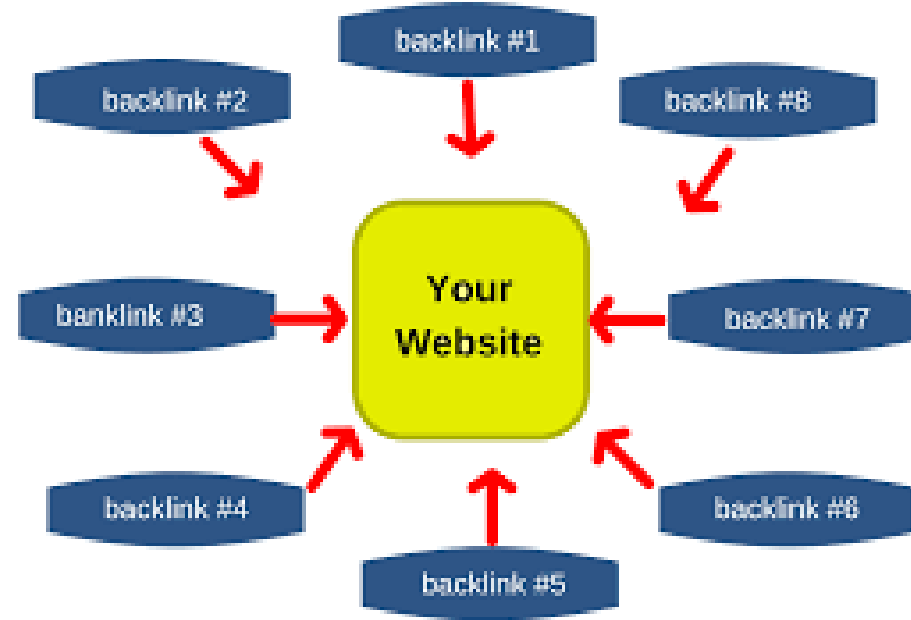 backlink #1
backlink #2
backlink #8
Your
Website
banklink #3
backlink #7
backlink #4
backlink #6
backlink #5